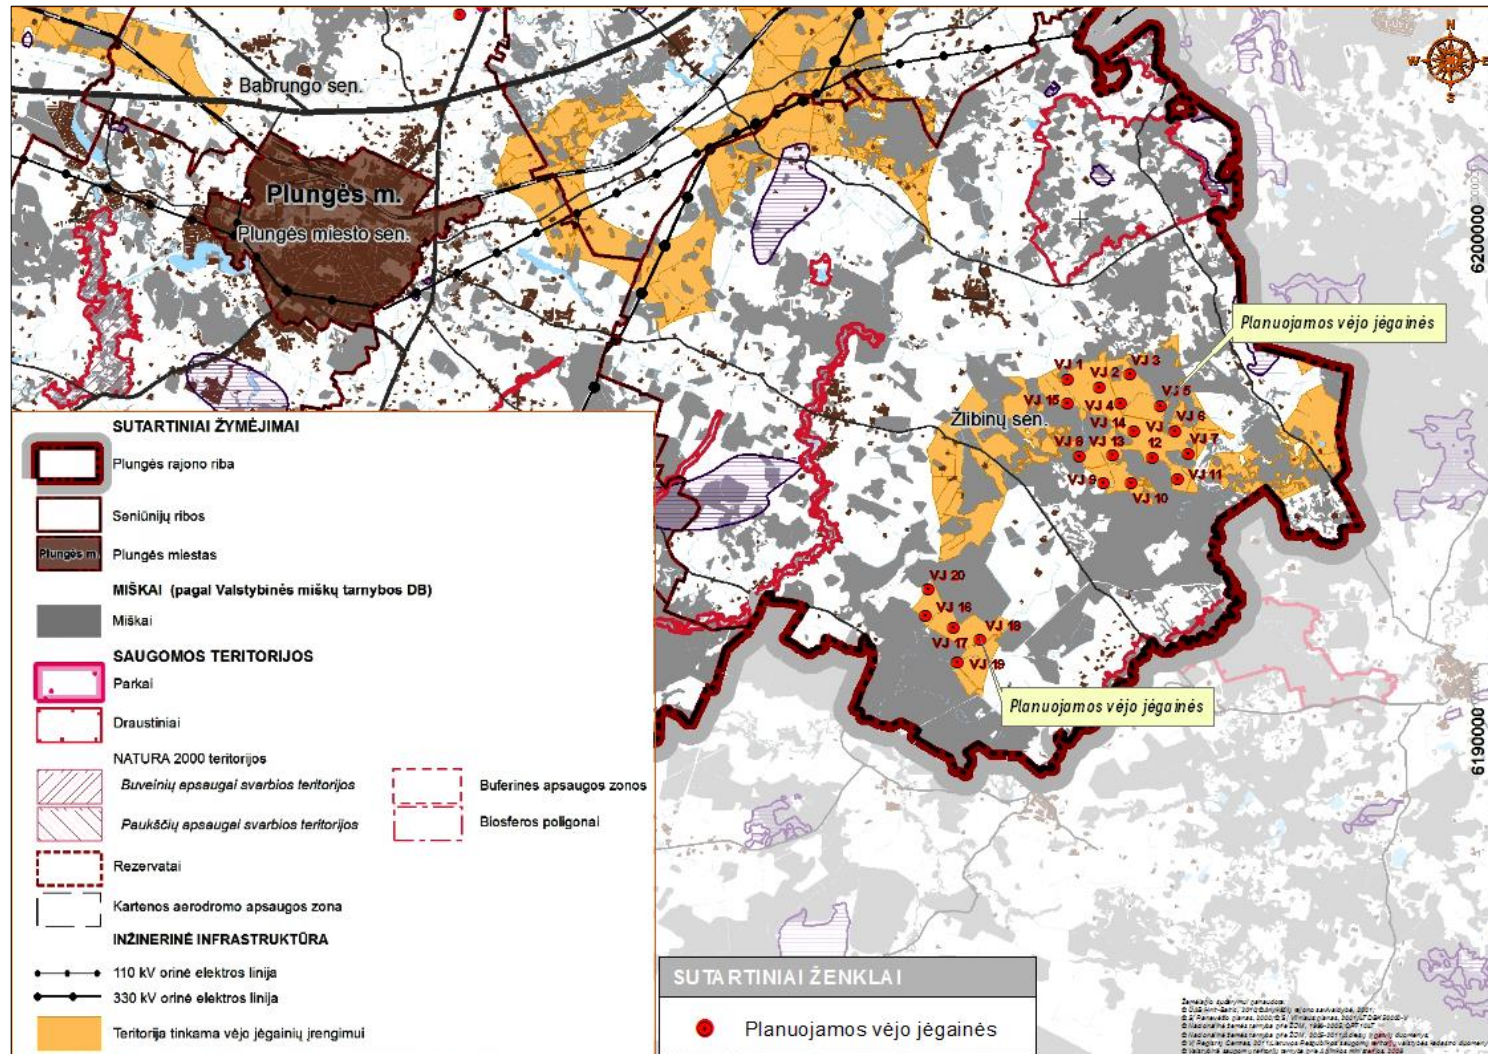 N
W E
S
Babrungo sen.
Plungės m.
Plungės miesto sen.
6200000
Planuojamos vėjo jėgainės
VJ 1
VJ 2
VJ 3
VJ 15
VJ 4
VJ 5
Žlibinų sen.
VJ 14
VJ
VJ 6
VJ 8
VJ 13
12
VJ 7
VJ 9
VJ 10
VJ 11
VJ 20
VJ 16
VJ 17
VJ 18
VJ 19
Planuojamos vėjo jėgainės
6190000
SUTARTINIAI ŽYMĖJIMAI
Plungės rajono riba
Seniūnijų ribos
Plungės m. Plungės miestas
MIŠKAI (pagal Valstybinės miškų tarnybos DB)
Miškai
SAUGOMOS TERITORIJOS
Parkai
Draustiniai
NATURA 2000 teritorijos
Buveinių apsaugai svarbios teritorijos
Buferinės apsaugos zonos
Paukščių apsaugai svarbios teritorijos
Biosferos poligonai
Rezervatai
Kartenos aerodromo apsaugos zona
INŽINERINĖ INFRASTRUKTŪRA
110 kV orinė elektros linija
330 kV orinė elektros linija
Teritorija tinkama vėjo jėgainių įrengimui
SUTARTINIAI ŽENKLAI
Planuojamos vėjo jėgainės